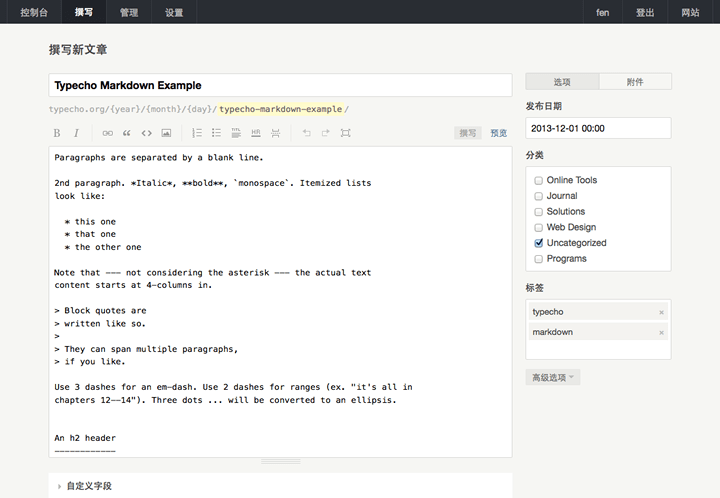 控制台 撰写 管理 设置 fen 登出 网站
撰写新文章
Typecho Markdown Example
typecho.org/{year}/{month}/{day}/typecho-markdown-example/
B I HR 撰写 预览
Paragraphs are separated by a blank line.
2nd paragraph. *Italic*, **bold**, `monospace`. Itemized lists
look like:
* this one
* that one
* the other one
Note that --- not considering the asterisk --- the actual text
content starts at 4-columns in.
> Block quotes are
> written like so.
>
> They can span multiple paragraphs,
> if you like.
Use 3 dashes for an em-dash. Use 2 dashes for ranges (ex. "it's all in
chapters 12--14"). Three dots ... will be converted to an ellipsis.
An h2 header
------------
自定义字段
选项 附件
发布日期
2013-12-01 00:00
分类
Online Tools
Journal
Solutions
Web Design
Uncategorized
Programs
标签
typecho ×
markdown ×
高级选项